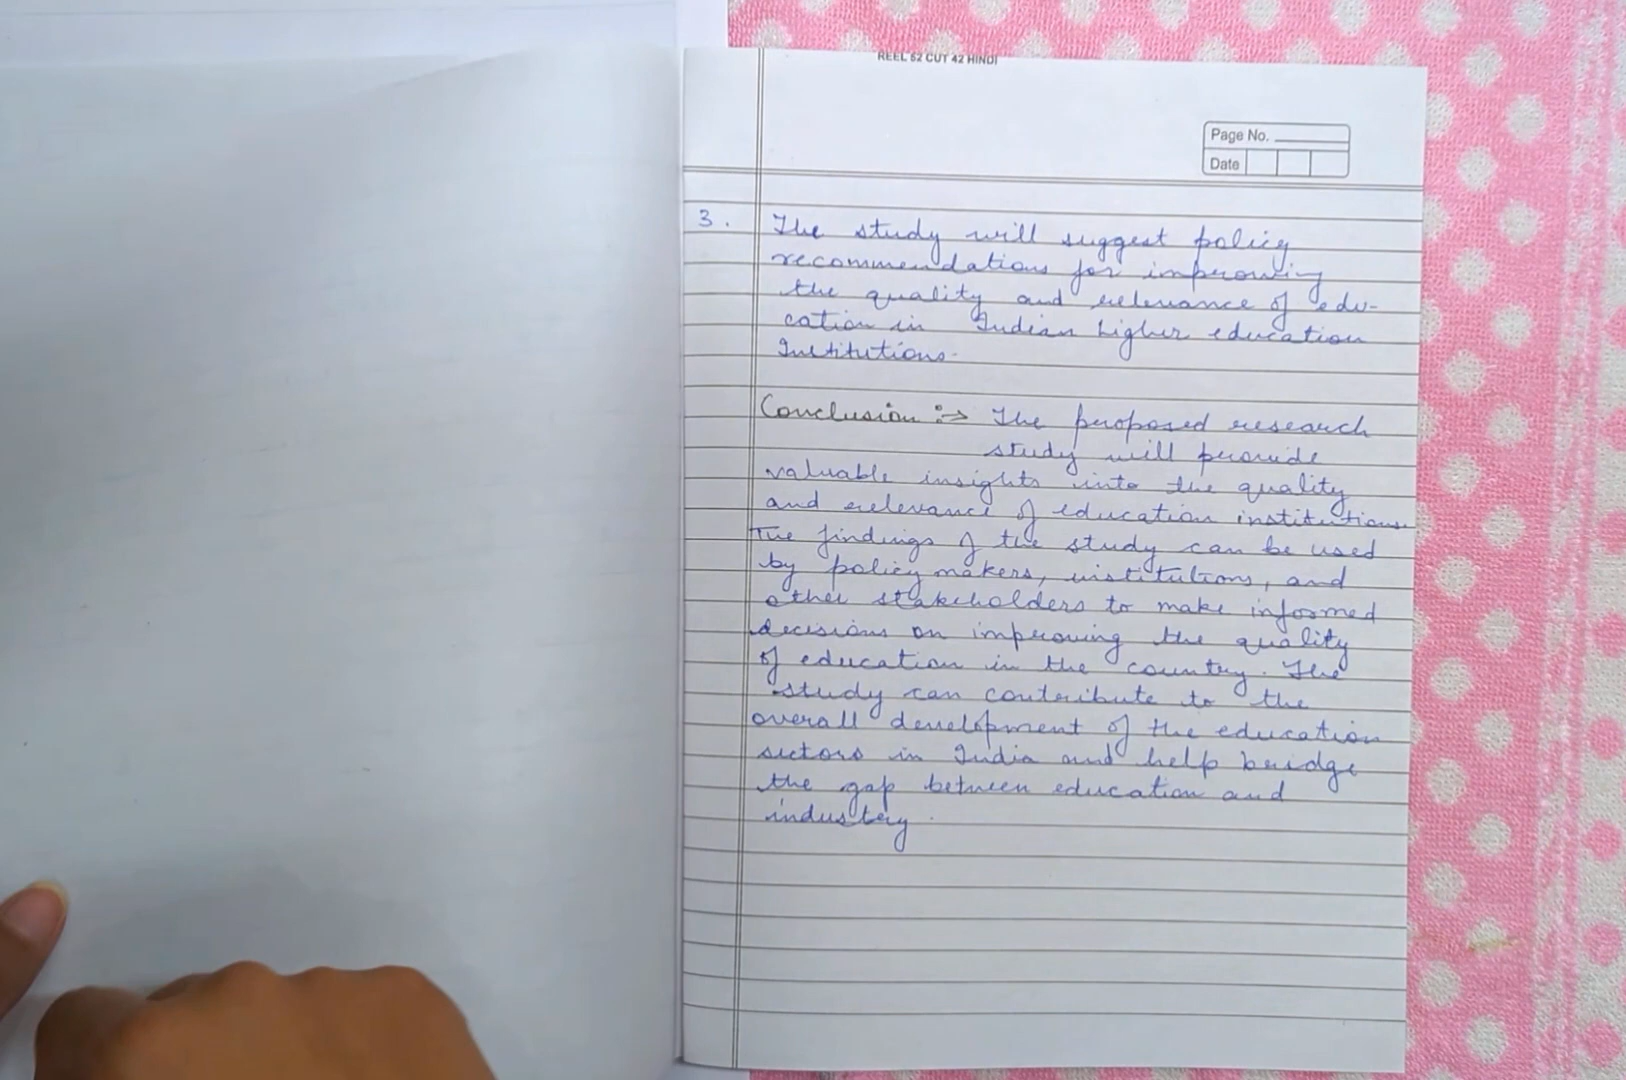 REEL 52 CUT 42 HINDI
Page No.
Date
3. The study will suggest policy
recommendations for improving
the quality and relevance of edu-
cation in Indian higher education
Institutions.
Conclusion :→ The proposed research
study will provide
valuable insights into the quality
and relevance of education institutions.
The findings of the study can be used
by policy makers, institutions, and
other stakeholders to make informed
decisions on improving the quality
of education in the country. The
study can contribute to the
overall development of the education
sectors in India and help bridge
the gap between education and
industry.